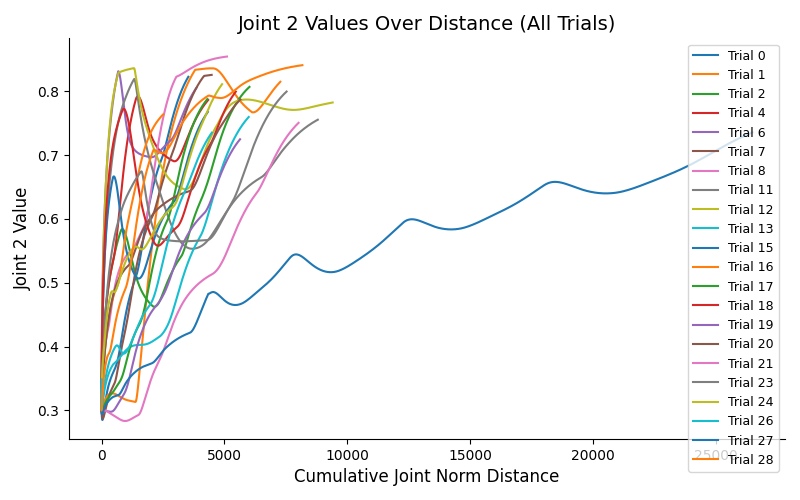 Joint 2 Values Over Distance (All Trials)
Joint 2 Value
0.8
0.7
0.6
0.5
0.4
0.3
0
5000
10000
15000
20000
25000
Cumulative Joint Norm Distance
Trial 0
Trial 1
Trial 2
Trial 4
Trial 6
Trial 7
Trial 8
Trial 11
Trial 12
Trial 13
Trial 15
Trial 16
Trial 17
Trial 18
Trial 19
Trial 20
Trial 21
Trial 23
Trial 24
Trial 26
Trial 27
Trial 28